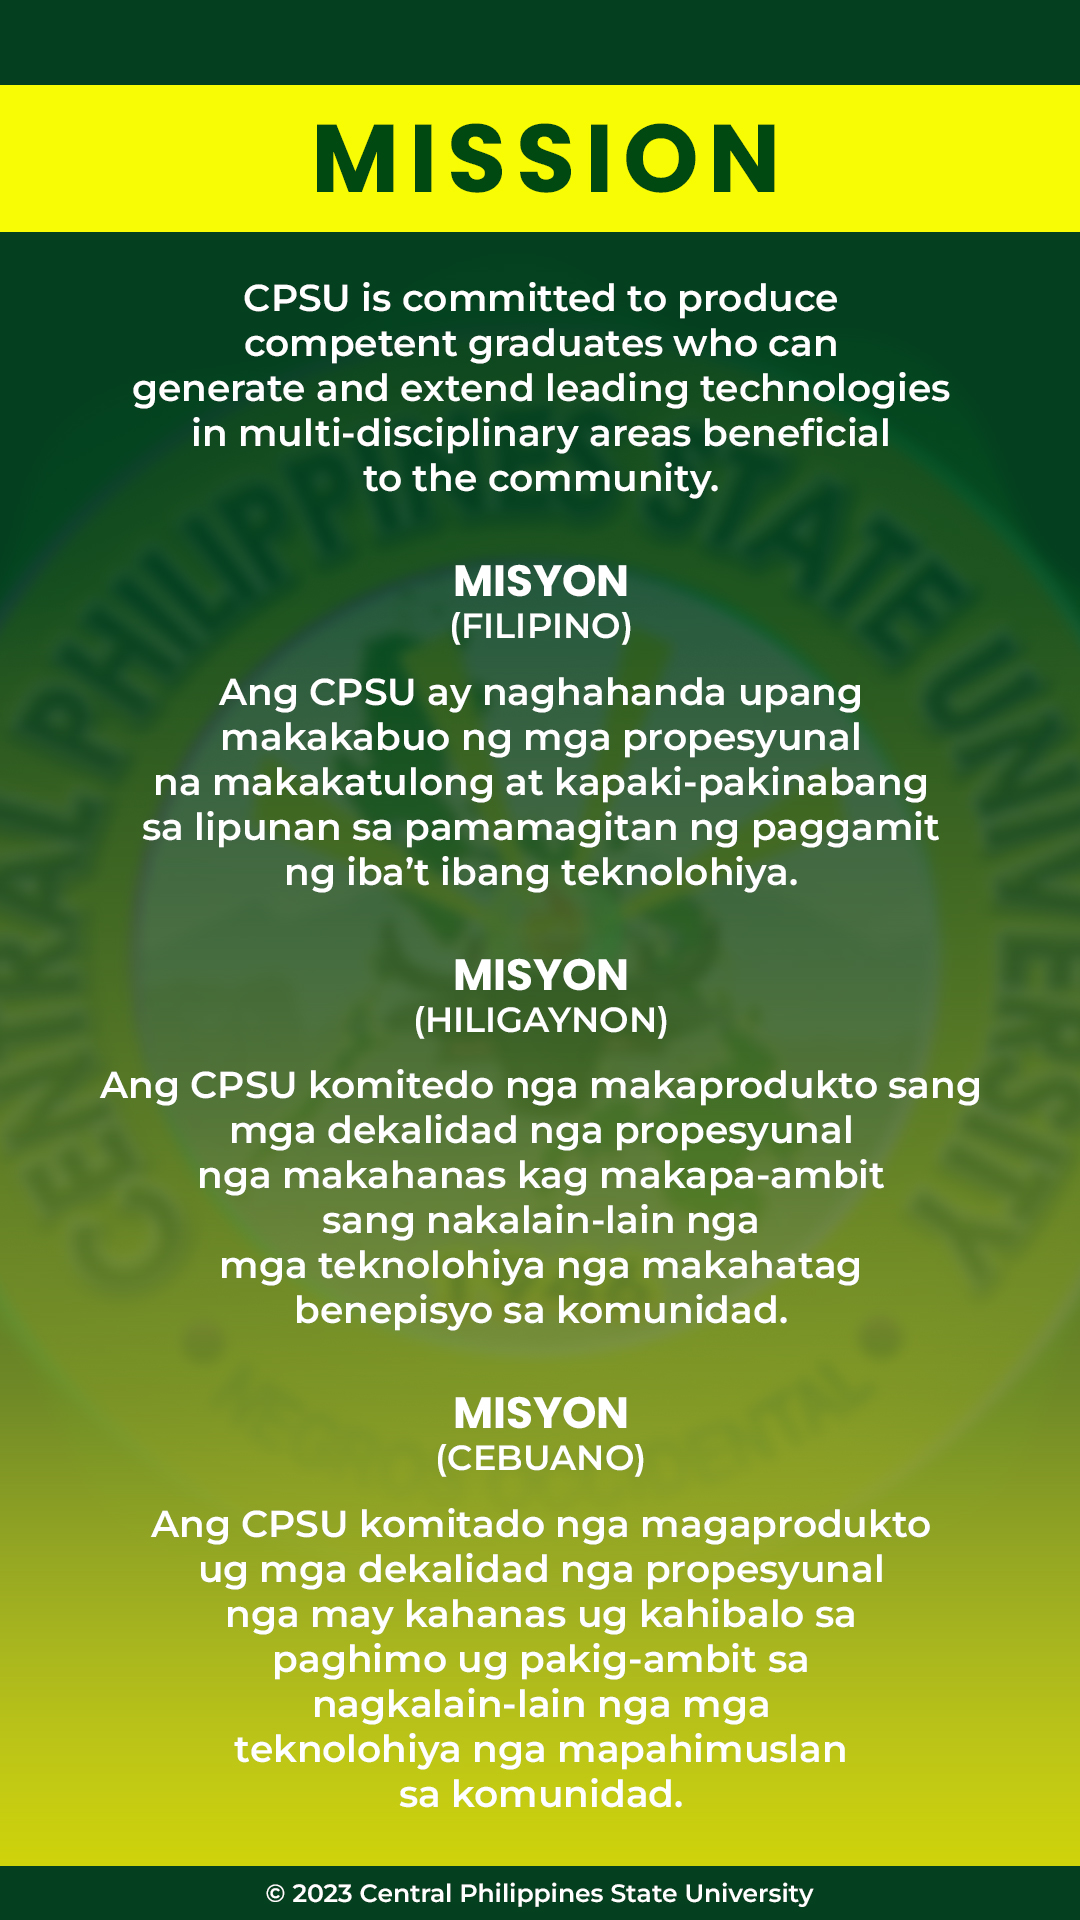 MISSION
CPSU is committed to produce
competent graduates who can
generate and extend leading technologies
in multi-disciplinary areas beneficial
to the community.
MISYON
(FILIPINO)
Ang CPSU ay naghahanda upang
makakabuo ng mga propesyunal
na makakatulong at kapaki-pakinabang
sa lipunan sa pamamagitan ng paggamit
ng iba’t ibang teknolohiya.
MISYON
(HILIGAYNON)
Ang CPSU komitedo nga makaprodukto sang
mga dekalidad nga propesyunal
nga makahanas kag makapa-ambit
sang nakalain-lain nga
mga teknolohiya nga makahatag
benepisyo sa komunidad.
MISYON
(CEBUANO)
Ang CPSU komitado nga magaprodukto
ug mga dekalidad nga propesyunal
nga may kahanas ug kahibalo sa
paghimo ug pakig-ambit sa
nagkalain-lain nga mga
teknolohiya nga mapahimuslan
sa komunidad.
© 2023 Central Philippines State University
CENTRAL PHILIPPINES STATE UNIVERSITY